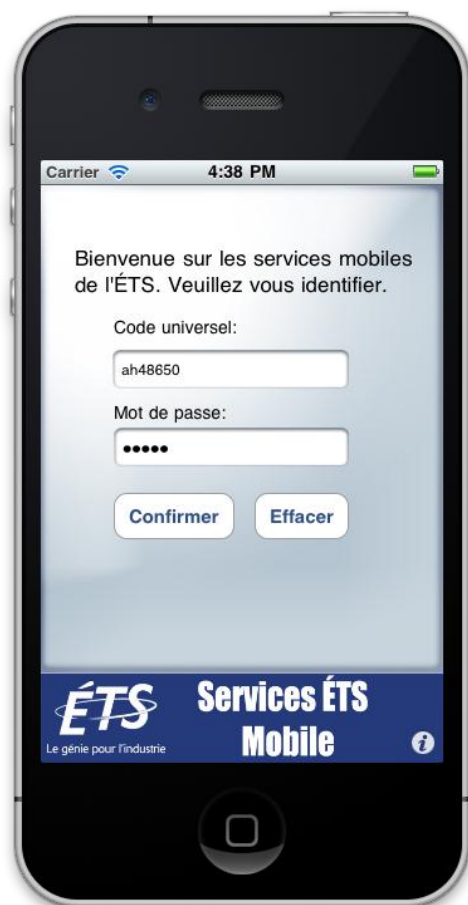 Carrier 4:38 PM
Bienvenue sur les services mobiles
de l'ÉTS. Veuillez vous identifier.
Code universel:
ah48650
Mot de passe:
•••••
Confirmer Effacer
ÉTS
Le génie pour l'industrie
Services ÉTS
Mobile
i